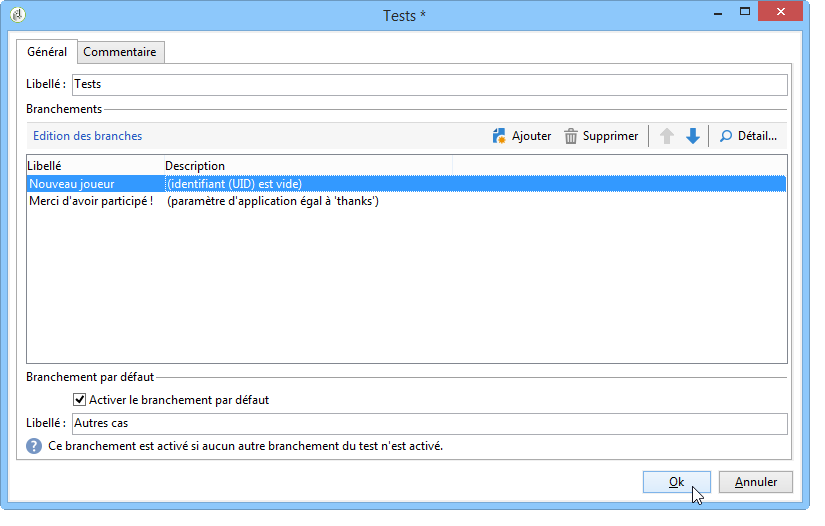 Tests *
Général Commentaire
Libellé : Tests
Branchements
Edition des branches Ajouter Supprimer Détail...
Libellé Description
Nouveau joueur (identifiant (UID) est vide)
Merci d'avoir participé ! (paramètre d'application égal à 'thanks')
Branchement par défaut
Activer le branchement par défaut
Libellé : Autres cas
? Ce branchement est activé si aucun autre branchement du test n'est activé.
Ok Annuler